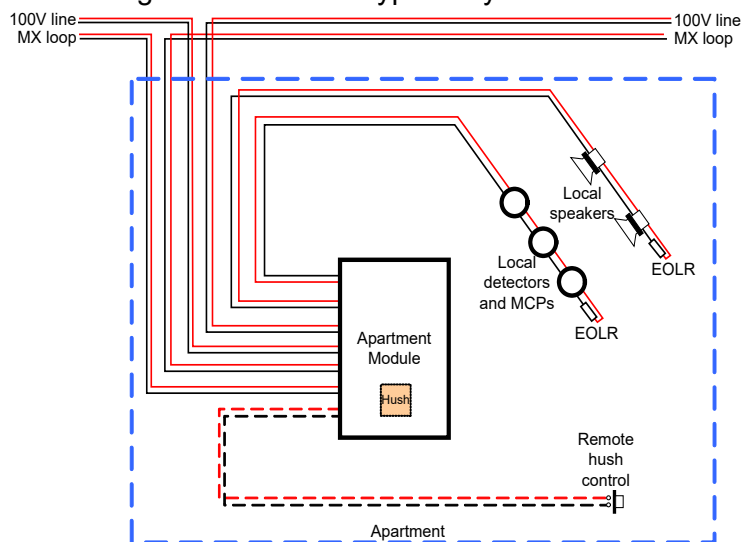 100V line
MX loop
100V line
MX loop
Local
speakers
EOLR
Local
detectors
and MCPs
EOLR
Apartment
Module
Hush
Remote
hush
control
Apartment